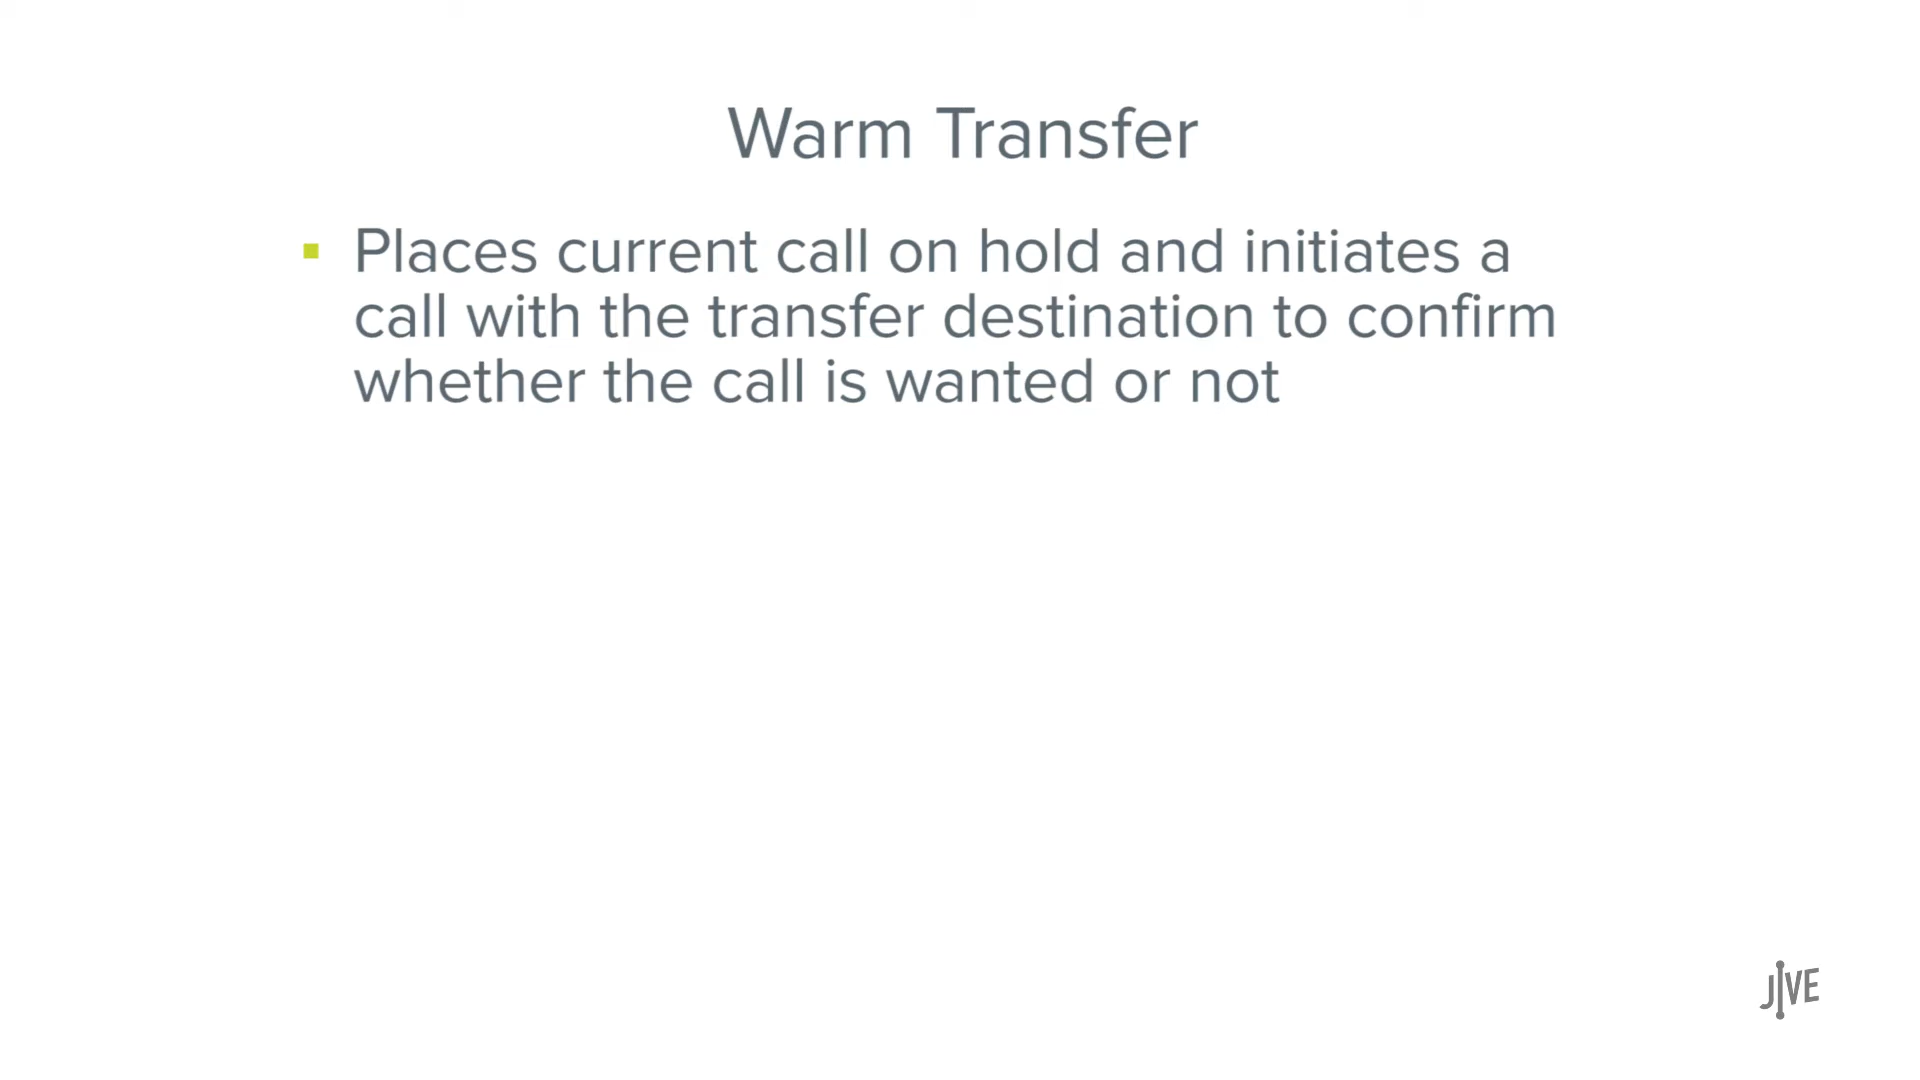 Warm Transfer
Places current call on hold and initiates a
call with the transfer destination to confirm
whether the call is wanted or not
JIVE